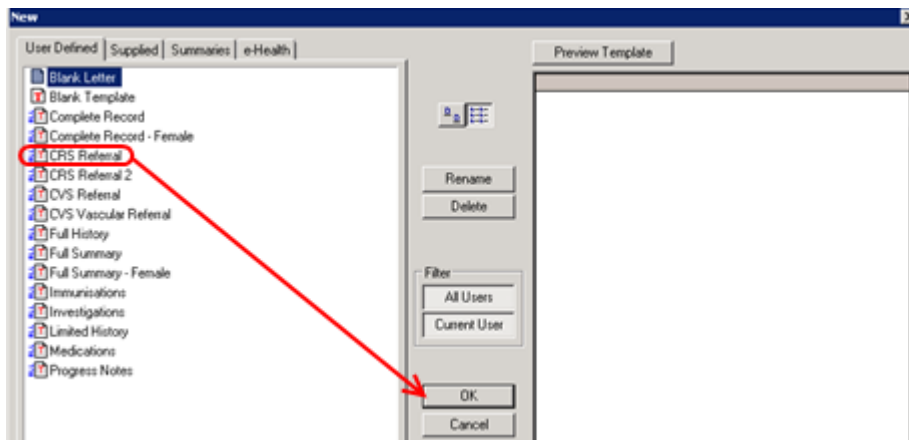 New
User Defined Supplied Summaries e-Health
Preview Template
Blank Letter
Blank Template
Complete Record
Complete Record - Female
CRS Referral
CRS Referral 2
CVS Referral
CVS Vascular Referral
Full History
Full Summary
Full Summary - Female
Immunisations
Investigations
Limited History
Medications
Progress Notes
Rename
Delete
Filter
All Users
Current User
OK
Cancel